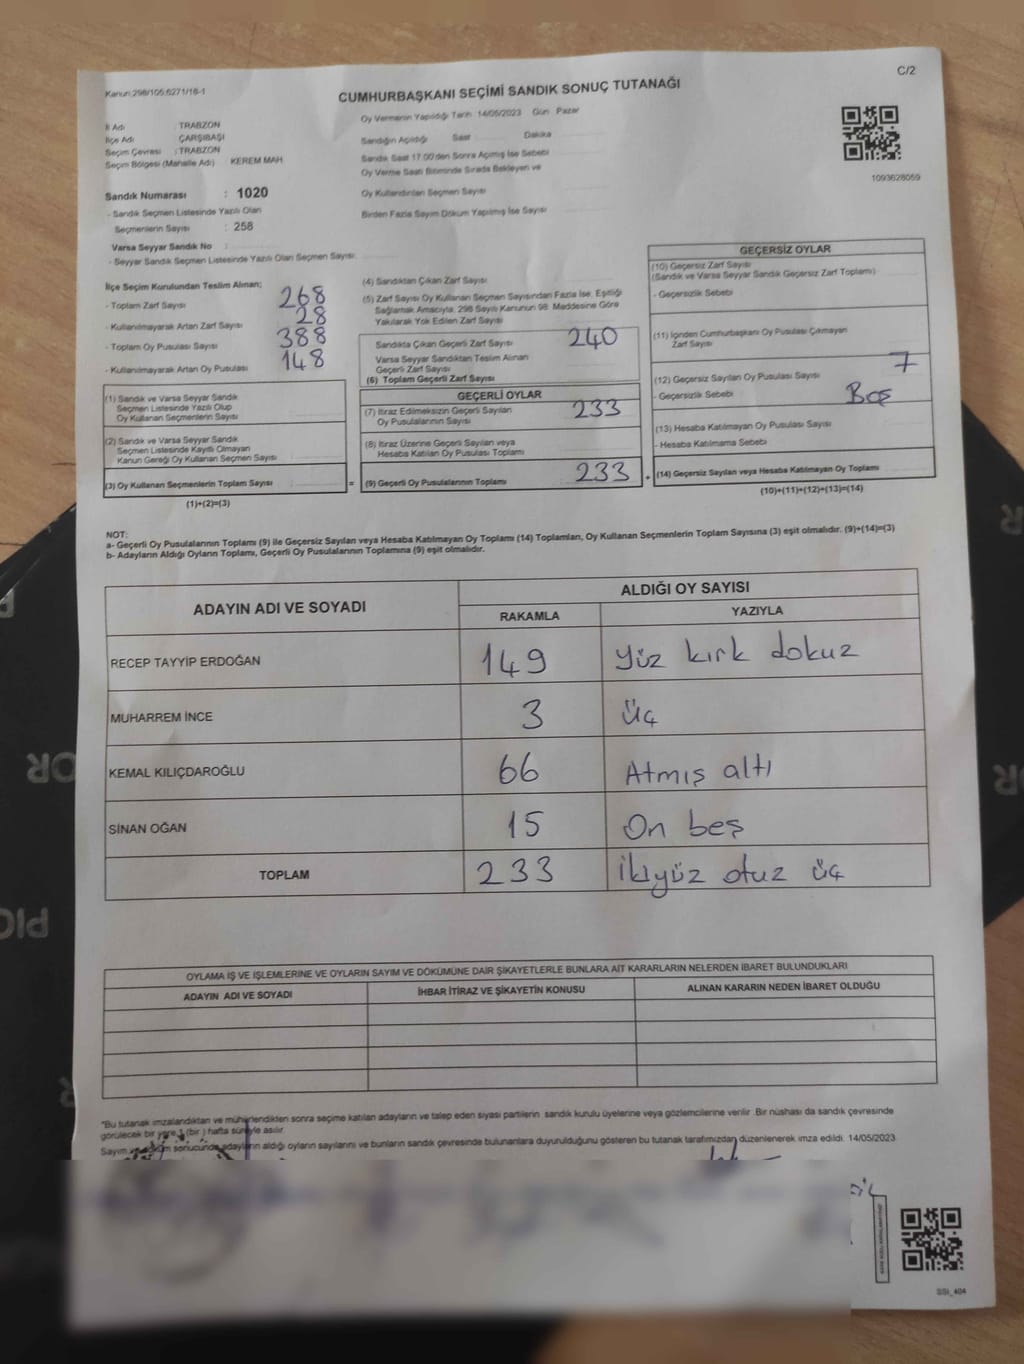 C/2
Kanun:298/105;6271/18-1
CUMHURBAŞKANI SEÇİMİ SANDIK SONUÇ TUTANAĞI
İl Adı : TRABZON
İlçe Adı : ÇARŞIBAŞI
Seçim Çevresi : TRABZON
Seçim Bölgesi (Mahalle Adı) : KEREM MAH
Sandık Numarası : 1020
- Sandık Seçmen Listesinde Yazılı Olan
Seçmenlerin Sayısı : 258
Varsa Seyyar Sandık No :
- Seyyar Sandık Seçmen Listesinde Yazılı Olan Seçmen Sayısı:
Oy Vermenin Yapıldığı Tarih 14/05/2023 Gün Pazar
Sandığın Açıldığı Saat Dakika
Sandık Saat 17.00'den Sonra Açılmış İse Sebebi
Oy Verme Saati Bitiminde Sırada Bekleyen ve
Oy Kullandırılan Seçmen Sayısı
Birden Fazla Sayım Döküm Yapılmış İse Sayısı
1093628059
İlçe Seçim Kurulundan Teslim Alınan;
- Toplam Zarf Sayısı 268
- Kullanılmayarak Artan Zarf Sayısı 28
- Toplam Oy Pusulası Sayısı 388
- Kullanılmayarak Artan Oy Pusulası 148
(1) Sandık ve Varsa Seyyar Sandık
Seçmen Listesinde Yazılı Olup
Oy Kullanan Seçmenlerin Sayısı
(2) Sandık ve Varsa Seyyar Sandık
Seçmen Listesinde Kayıtlı Olmayan
Kanun Gereği Oy Kullanan Seçmen Sayısı
(3) Oy Kullanan Seçmenlerin Toplam Sayısı =
(1)+(2)=(3)
(4) Sandıktan Çıkan Zarf Sayısı
(5) Zarf Sayısı Oy Kullanan Seçmen Sayısından Fazla İse, Eşitliği
Sağlamak Amacıyla, 298 Sayılı Kanunun 98. Maddesine Göre
Yakılarak Yok Edilen Zarf Sayısı
Sandıkta Çıkan Geçerli Zarf Sayısı 240
Varsa Seyyar Sandıktan Teslim Alınan
Geçerli Zarf Sayısı
(6) Toplam Geçerli Zarf Sayısı
GEÇERLİ OYLAR
(7) İtiraz Edilmeksizin Geçerli Sayılan
Oy Pusulalarının Sayısı 233
(8) İtiraz Üzerine Geçerli Sayılan veya
Hesaba Katılan Oy Pusulası Toplamı
(9) Geçerli Oy Pusulalarının Toplamı 233 +
GEÇERSİZ OYLAR
(10) Geçersiz Zarf Sayısı
(Sandık ve Varsa Seyyar Sandık Geçersiz Zarf Toplamı)
- Geçersizlik Sebebi
(11) İçinden Cumhurbaşkanı Oy Pusulası Çıkmayan
Zarf Sayısı
(12) Geçersiz Sayılan Oy Pusulası Sayısı 7
- Geçersizlik Sebebi Boş
(13) Hesaba Katılmayan Oy Pusulası Sayısı
- Hesaba Katılmama Sebebi
(14) Geçersiz Sayılan veya Hesaba Katılmayan Oy Toplamı
(10)+(11)+(12)+(13)=(14)
NOT:
a- Geçerli Oy Pusulalarının Toplamı (9) ile Geçersiz Sayılan veya Hesaba Katılmayan Oy Toplamı (14) Toplamları, Oy Kullanan Seçmenlerin Toplam Sayısına (3) eşit olmalıdır. (9)+(14)=(3)
b- Adayların Aldığı Oyların Toplamı, Geçerli Oy Pusulalarının Toplamına (9) eşit olmalıdır.
ADAYIN ADI VE SOYADI ALDIĞI OY SAYISI
RAKAMLA YAZIYLA
RECEP TAYYİP ERDOĞAN 149 Yüz kırk dokuz
MUHARREM İNCE 3 Üç
KEMAL KILIÇDAROĞLU 66 Atmış altı
SİNAN OĞAN 15 On beş
TOPLAM 233 İkiyüz otuz üç
OYLAMA İŞ VE İŞLEMLERİNE VE OYLARIN SAYIM VE DÖKÜMÜNE DAİR ŞİKAYETLERLE BUNLARA AİT KARARLARIN NELERDEN İBARET BULUNDUKLARI
ADAYIN ADI VE SOYADI İHBAR İTİRAZ VE ŞİKAYETİN KONUSU ALINAN KARARIN NEDEN İBARET OLDUĞU
"Bu tutanak imzalandıktan ve mühürlendikten sonra seçime katılan adayların ve talep eden siyasi partilerin sandık kurulu üyelerine veya gözlemcilerine verilir. Bir nüshası da sandık çevresinde
görülecek bir yere 1 (bir) hafta süreyle asılır.
Sayım ve döküm sonucunda adayların aldığı oyların sayılarını ve bunların sandık çevresinde bulunanlara duyurulduğunu gösteren bu tutanak tarafımızdan düzenlenerek imza edildi. 14/05/2023
SSI_404